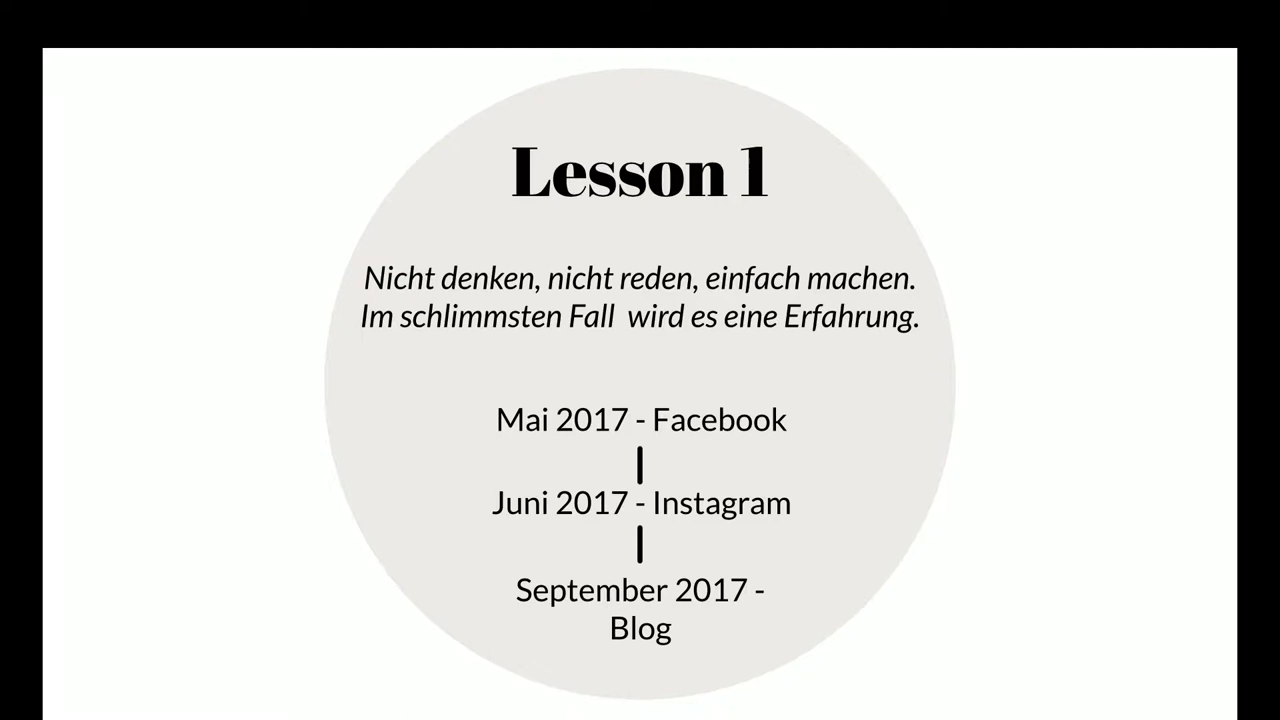 Lesson 1
Nicht denken, nicht reden, einfach machen.
Im schlimmsten Fall wird es eine Erfahrung.
Mai 2017 - Facebook
Juni 2017 - Instagram
September 2017 -
Blog